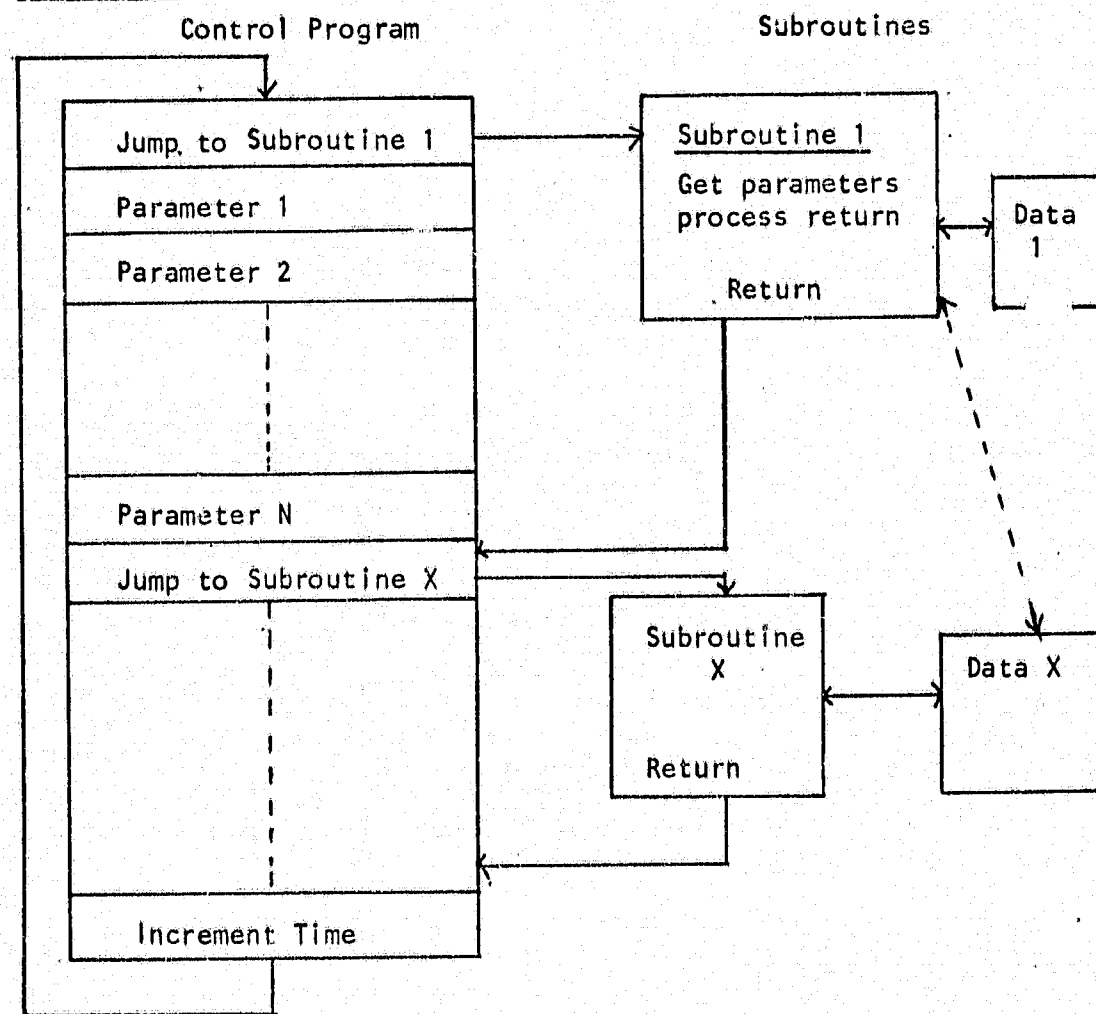 Control Program
Subroutines
Jump to Subroutine 1
Parameter 1
Parameter 2
Parameter N
Jump to Subroutine X
Increment Time
Subroutine 1
Get parameters
process return
Return
Data
1
Subroutine
X
Return
Data X